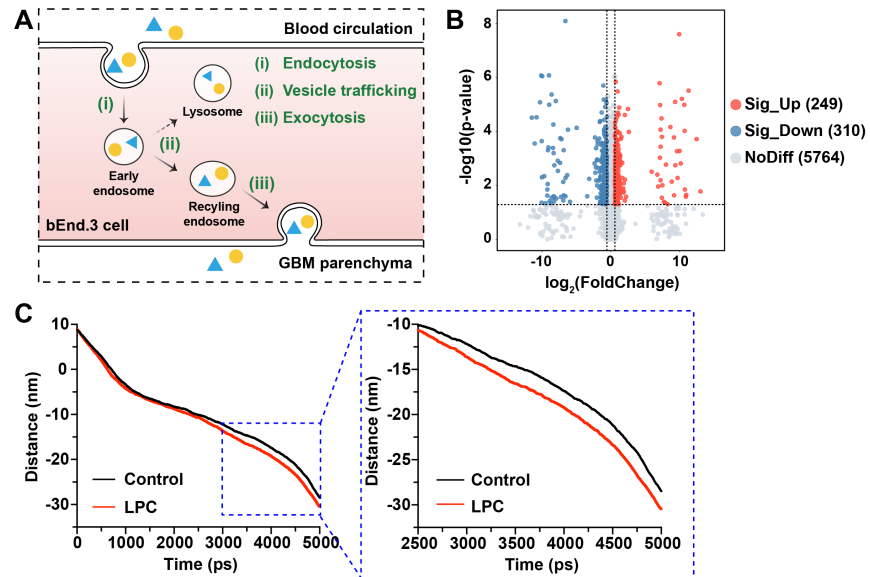 A
Blood circulation
(i) Endocytosis
(ii) Vesicle trafficking
(iii) Exocytosis
(i)
Lysosome
(ii)
Early
endosome
(iii)
Recyling
endosome
bEnd.3 cell
GBM parenchyma
B
8
6
4
2
0
-log10(p-value)
-10
0
10
log2(FoldChange)
Sig_Up (249)
Sig_Down (310)
NoDiff (5764)
C
10
0
-10
-20
-30
Distance (nm)
Control
LPC
0
1000
2000
3000
4000
5000
Time (ps)
-10
-15
-20
-25
-30
Distance (nm)
Control
LPC
2500
3000
3500
4000
4500
5000
Time (ps)